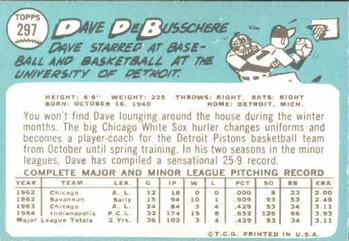 TOPPS
297
DAVE DEBUSSCHERE
DAVE STARRED AT BASE-
BALL AND BASKETBALL AT THE
UNIVERSITY OF DETROIT.
HEIGHT: 6'6" WEIGHT: 225 THROWS: RIGHT, BATS: RIGHT
BORN: OCTOBER 16, 1940 HOME: DETROIT, MICH.
You won't find Dave lounging around the house during the
winter months. The big Chicago White Sox hurler changes
uniforms and becomes a player-coach for the Detroit Pistons basketball team
from October until spring training. In his two seasons in the minor
leagues, Dave has compiled a sensational 25-9 record.
COMPLETE MAJOR AND MINOR LEAGUE PITCHING RECORD
YEAR TEAM LEA. G IP W L PCT. SO BB ERA
1962 Chicago A. L. 12 18 0 0 .000 8 23 2.00
1962 Savannah Sally 15 94 10 1 .909 93 53 2.49
1963 Chicago A. L. 24 84 3 4 .429 53 34 3.11
1964 Indianapolis P.C.L. 32 174 15 8 .652 126 66 3.93
Major League Totals 2 Yrs. 36 102 3 4 .429 61 57 2.91
©T.C.G. PRINTED IN U.S.A.